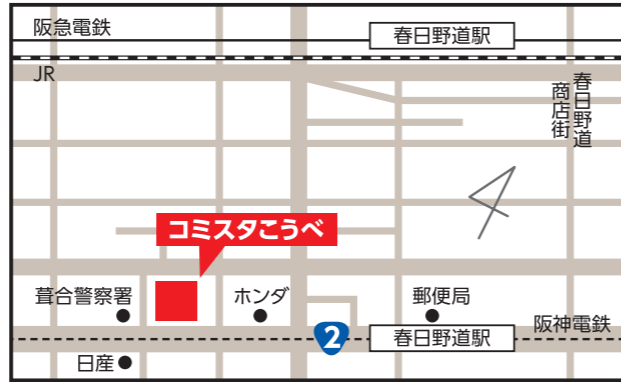 阪急電鉄
春日野道駅
JR
春日野道
商店街
コミスタこうべ
葺合警察署
ホンダ
郵便局
阪神電鉄
2
春日野道駅
日産